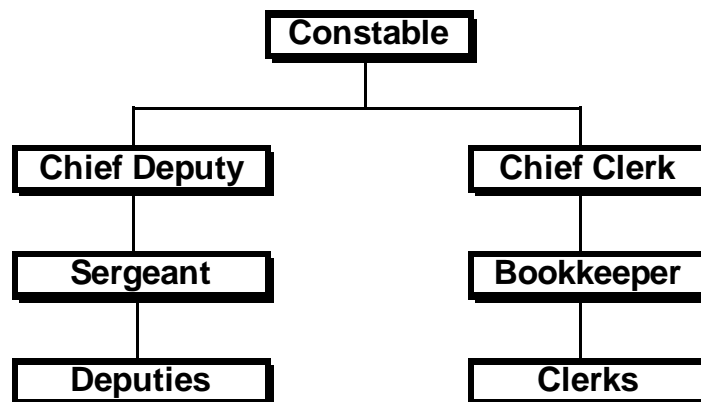 Constable
Chief Deputy
Chief Clerk
Sergeant
Bookkeeper
Deputies
Clerks